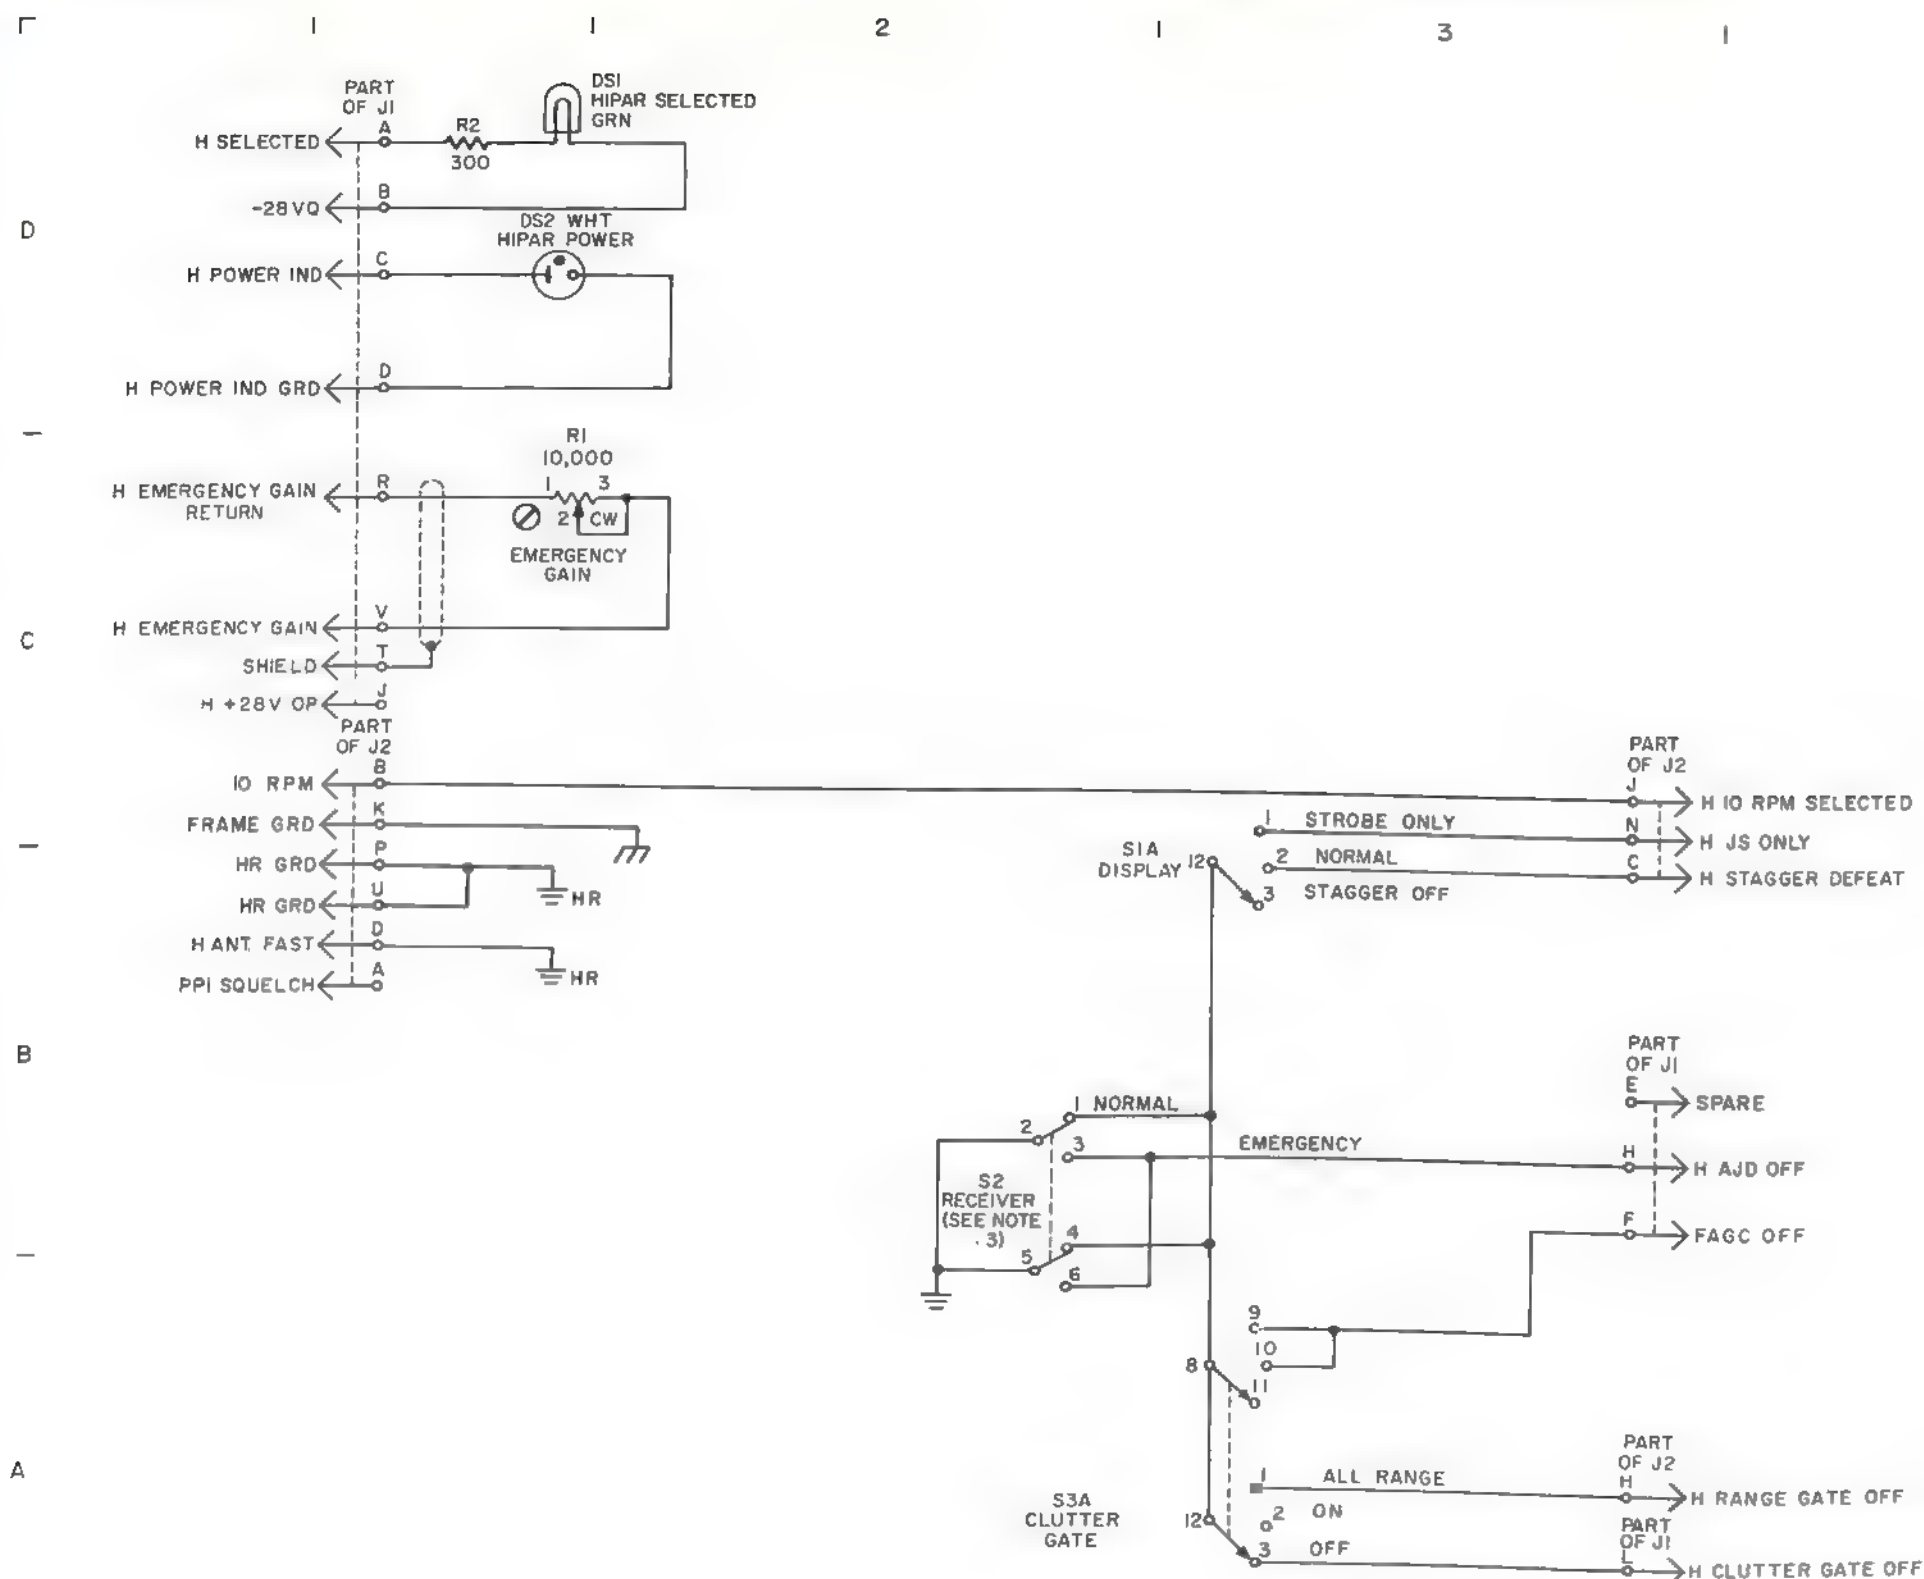 1 2 3
PART
OF J1
DS1
HIPAR SELECTED
GRN
H SELECTED
A
R2
300
-28VQ
B
D
DS2 WHT
HIPAR POWER
H POWER IND
C
H POWER IND GRD
D
R1
10,000
H EMERGENCY GAIN
RETURN
R
1 3
2 CW
EMERGENCY
GAIN
C
H EMERGENCY GAIN
V
SHIELD
T
H +28V OP
J
PART
OF J2
10 RPM
B
FRAME GRD
K
HR GRD
P
HR
HR GRD
U
H ANT. FAST
D
HR
PPI SQUELCH
A
PART
OF J2
J
H 10 RPM SELECTED
1 STROBE ONLY
N
H JS ONLY
S1A
DISPLAY
12
2 NORMAL
C
H STAGGER DEFEAT
3 STAGGER OFF
B
PART
OF J1
E
SPARE
1 NORMAL
2
3
EMERGENCY
H
H AJD OFF
S2
RECEIVER
(SEE NOTE
3)
4
5
6
F
FAGC OFF
9
10
8
11
A
PART
OF J2
H
1 ALL RANGE
H RANGE GATE OFF
S3A
CLUTTER
GATE
12
2 ON
PART
OF J1
L
3 OFF
H CLUTTER GATE OFF